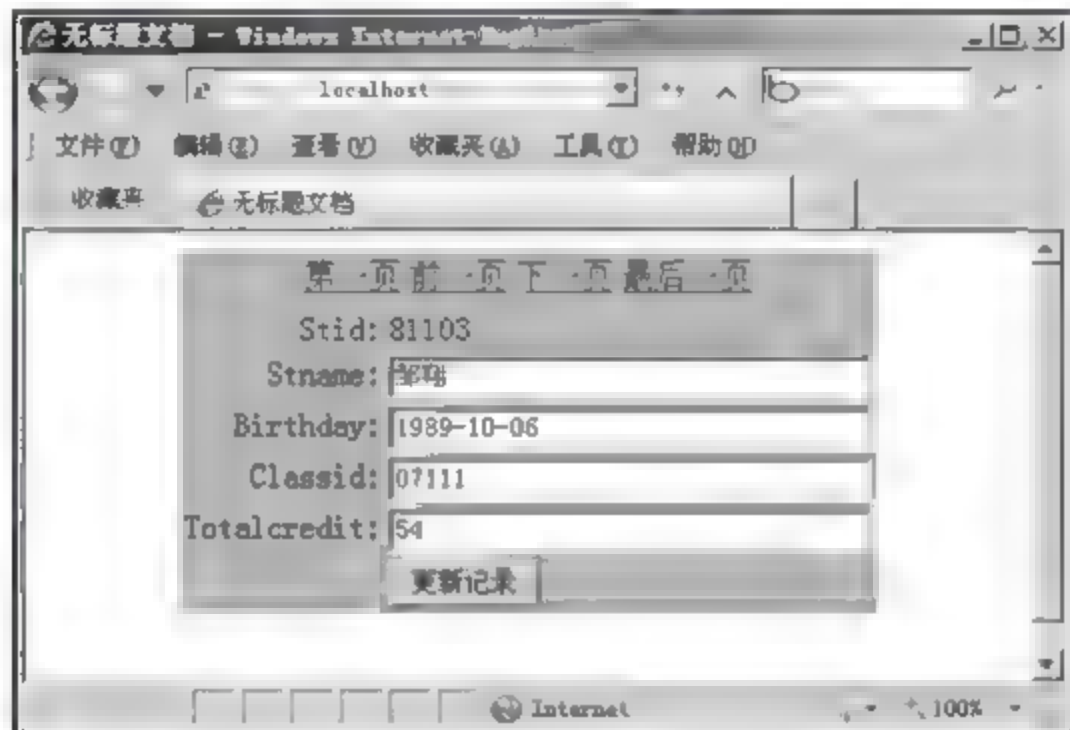 无标题文档 - Windows Internet
localhost
文件(F) 编辑(E) 查看(V) 收藏夹(A) 工具(T) 帮助(H)
收藏夹 无标题文档
第一页 前一页 下一页 最后一页
Stid: 81103
Stname:
Birthday: 1989-10-06
Classid: 07111
Totalcredit: 54
更新记录
Internet 100%